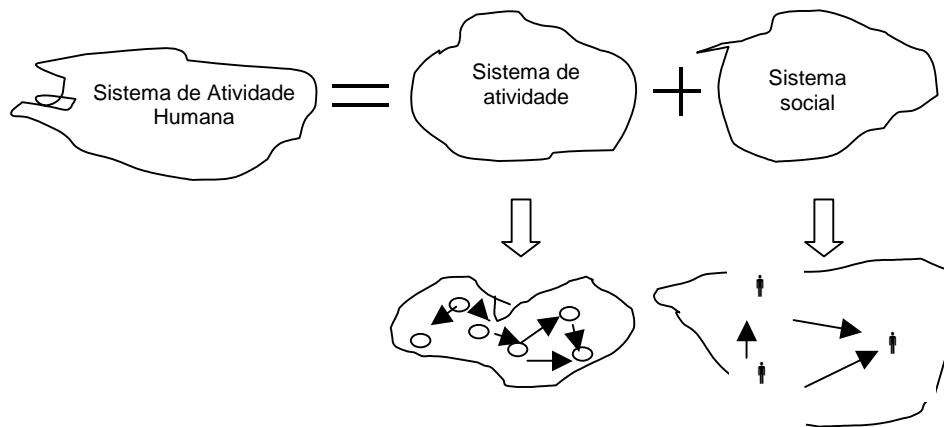 Sistema de Atividade
Humana
Sistema de
atividade
Sistema
social